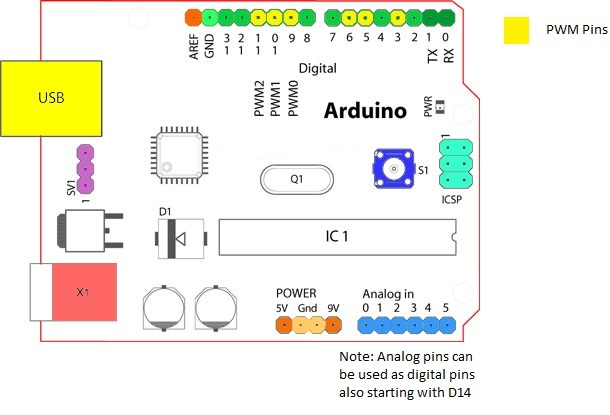 AREF GND 13 12 11 10 9 8 7 6 5 4 3 2 1 0
TX RX
PWM Pins
Digital
PWM2 PWM1 PWM0
Arduino
PWR
USB
SV1
1
Q1
S1
1
ICSP
D1
IC 1
X1
POWER
5V Gnd 9V
Analog in
0 1 2 3 4 5
Note: Analog pins can
be used as digital pins
also starting with D14